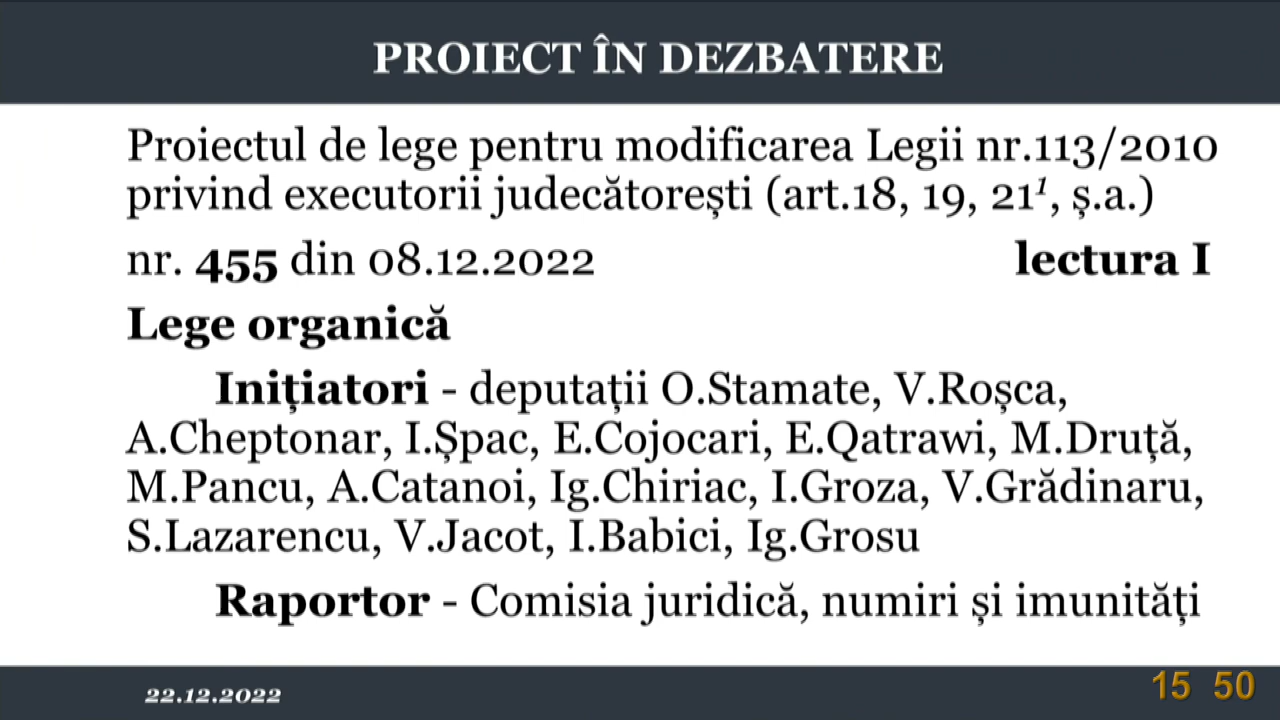 PROIECT ÎN DEZBATERE
Proiectul de lege pentru modificarea Legii nr.113/2010
privind executorii judecătorești (art.18, 19, 21¹, ș.a.)
nr. 455 din 08.12.2022 lectura I
Lege organică
Inițiatori - deputații O.Stamate, V.Roșca,
A.Cheptonar, I.Șpac, E.Cojocari, E.Qatrawi, M.Druță,
M.Pancu, A.Catanoi, Ig.Chiriac, I.Groza, V.Grădinaru,
S.Lazarencu, V.Jacot, I.Babici, Ig.Grosu
Raportor - Comisia juridică, numiri și imunități
22.12.2022 15 50